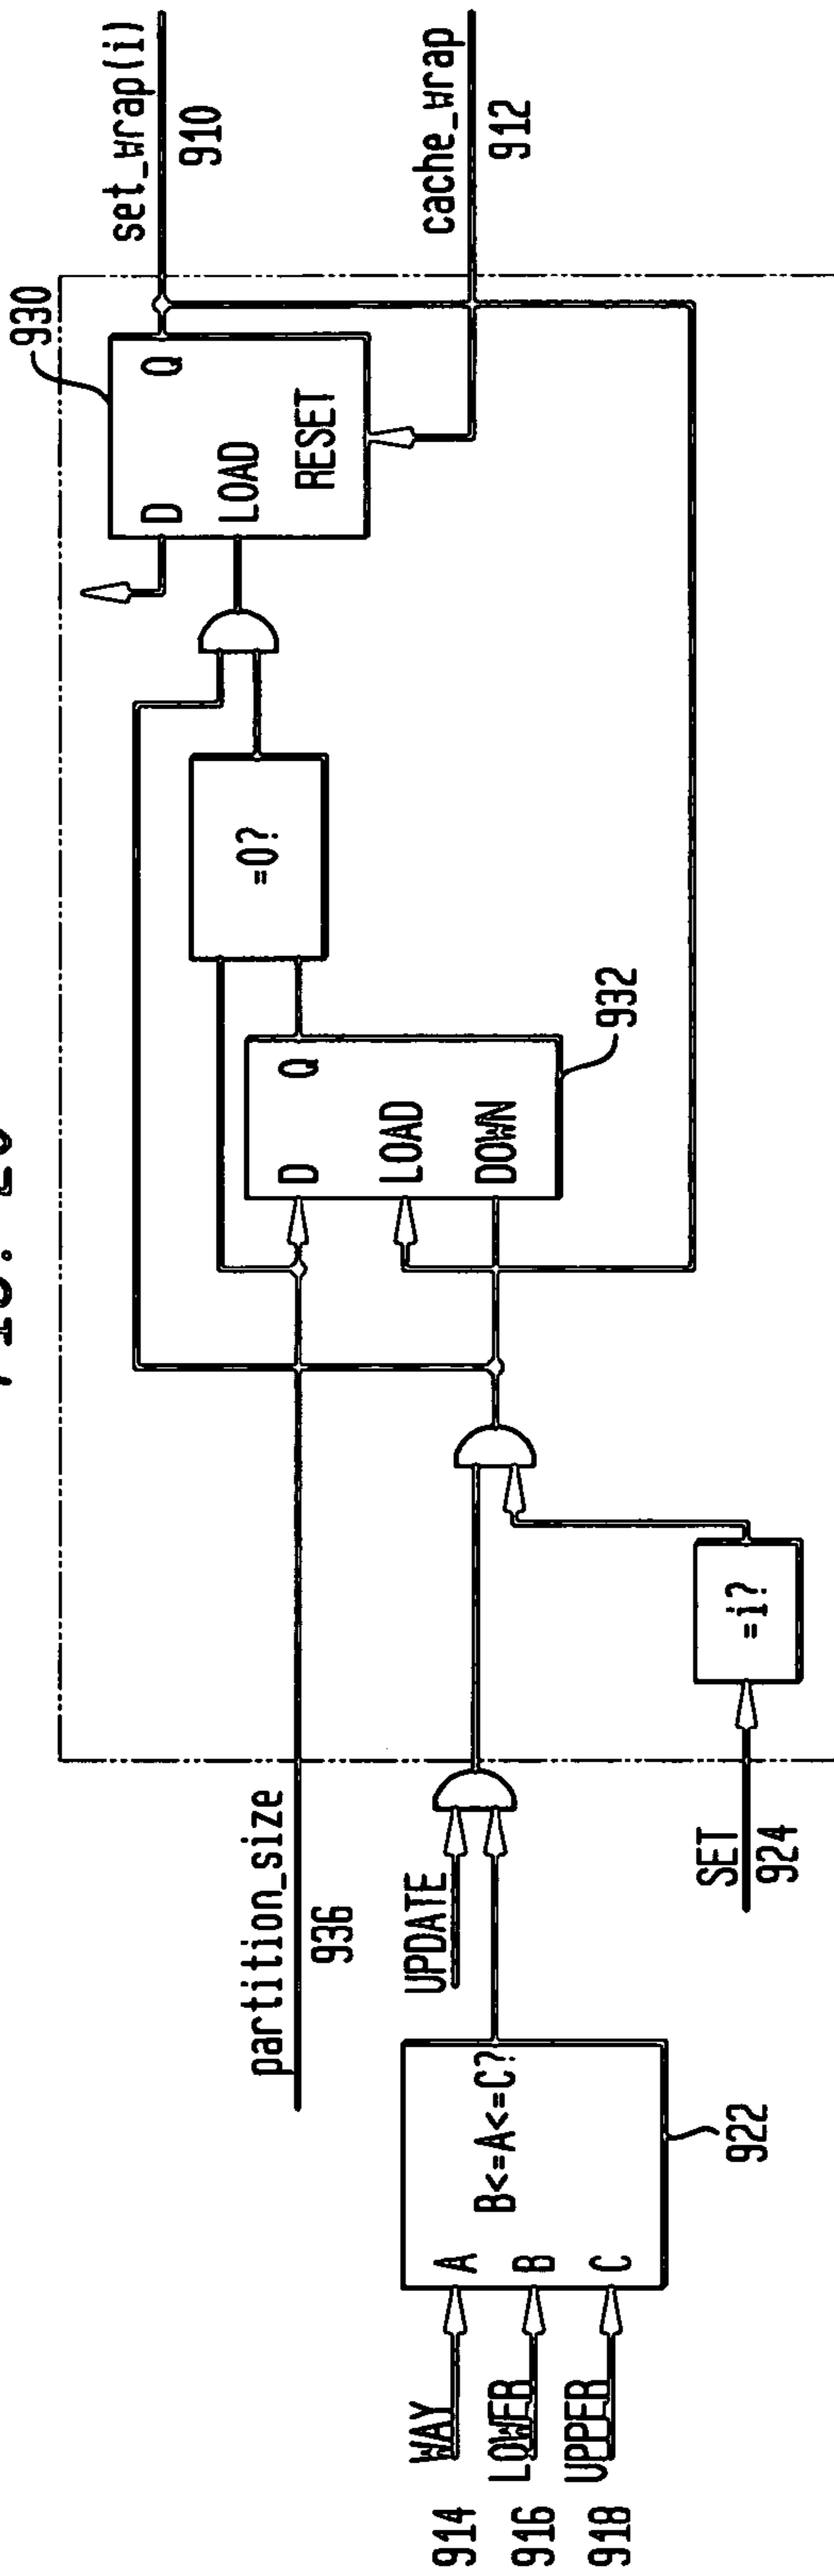 WAY
914
LOWER
916
UPPER
918
A
B
C
B<=A<=C?
922
partition_size
936
UPDATE
SET
924
=i?
D
Q
LOAD
DOWN
932
=0?
D
Q
LOAD
RESET
930
set_wrap(i)
910
cache_wrap
912